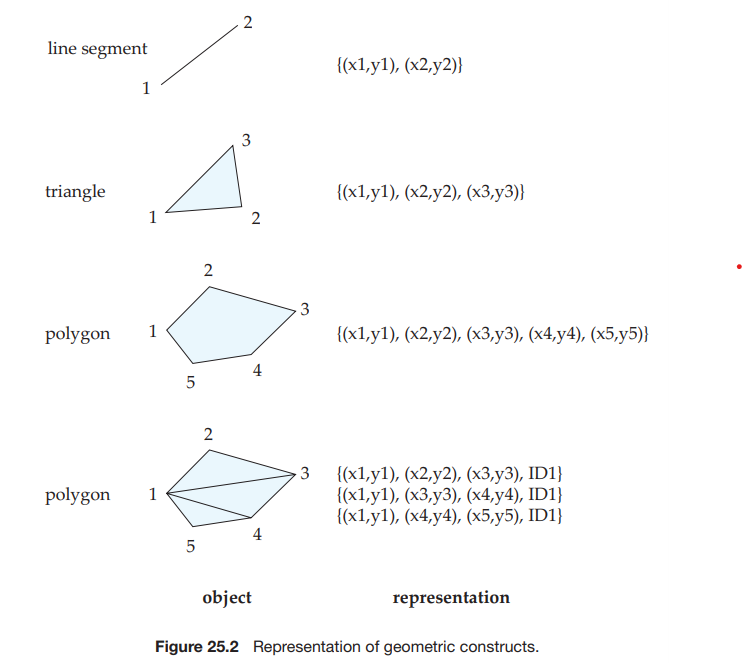 2
line segment
{(x1,y1), (x2,y2)}
1
3
triangle
{(x1,y1), (x2,y2), (x3,y3)}
1
2
2
3
polygon
1
{(x1,y1), (x2,y2), (x3,y3), (x4,y4), (x5,y5)}
4
5
2
3
{(x1,y1), (x2,y2), (x3,y3), ID1}
polygon
1
{(x1,y1), (x3,y3), (x4,y4), ID1}
{(x1,y1), (x4,y4), (x5,y5), ID1}
4
5
object
representation
Figure 25.2 Representation of geometric constructs.